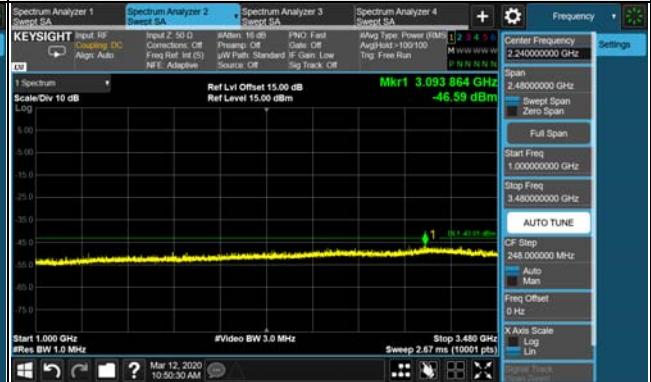 Spectrum Analyzer 1
Swept SA
Spectrum Analyzer 2
Swept SA
Spectrum Analyzer 3
Swept SA
Spectrum Analyzer 4
Swept SA
Frequency
KEYSIGHT
Input: RF
Coupling: DC
Align: Auto
Input Z: 50 Ω
Corrections: Off
Freq Ref: Int (S)
NFE: Adaptive
#Atten: 16 dB
Preamp: Off
µW Path: Standard
Source: Off
PNO: Fast
Gate: Off
IF Gain: Low
Sig Track: Off
#Avg Type: Power (RMS
Avg|Hold >100/100
Trig: Free Run
1 2 3 4 5 6
M W W W W W
P N N N N N
LXI
1 Spectrum
Scale/Div 10 dB
Log
Ref Lvl Offset 15.00 dB
Ref Level 15.00 dBm
Mkr1 3.093 864 GHz
-46.59 dBm
5.00
-5.00
-15.0
-25.0
-35.0
-45.0
-55.0
-65.0
-75.0
1
DL1 -43.01 dBm
Start 1.000 GHz
#Res BW 1.0 MHz
#Video BW 3.0 MHz
Stop 3.480 GHz
Sweep 2.67 ms (10001 pts)
Mar 12, 2020
10:50:30 AM
Center Frequency
2.240000000 GHz
Settings
Span
2.48000000 GHz
Swept Span
Zero Span
Full Span
Start Freq
1.000000000 GHz
Stop Freq
3.480000000 GHz
AUTO TUNE
CF Step
248.000000 MHz
Auto
Man
Freq Offset
0 Hz
X Axis Scale
Log
Lin
Signal Track
(Span Zoom)